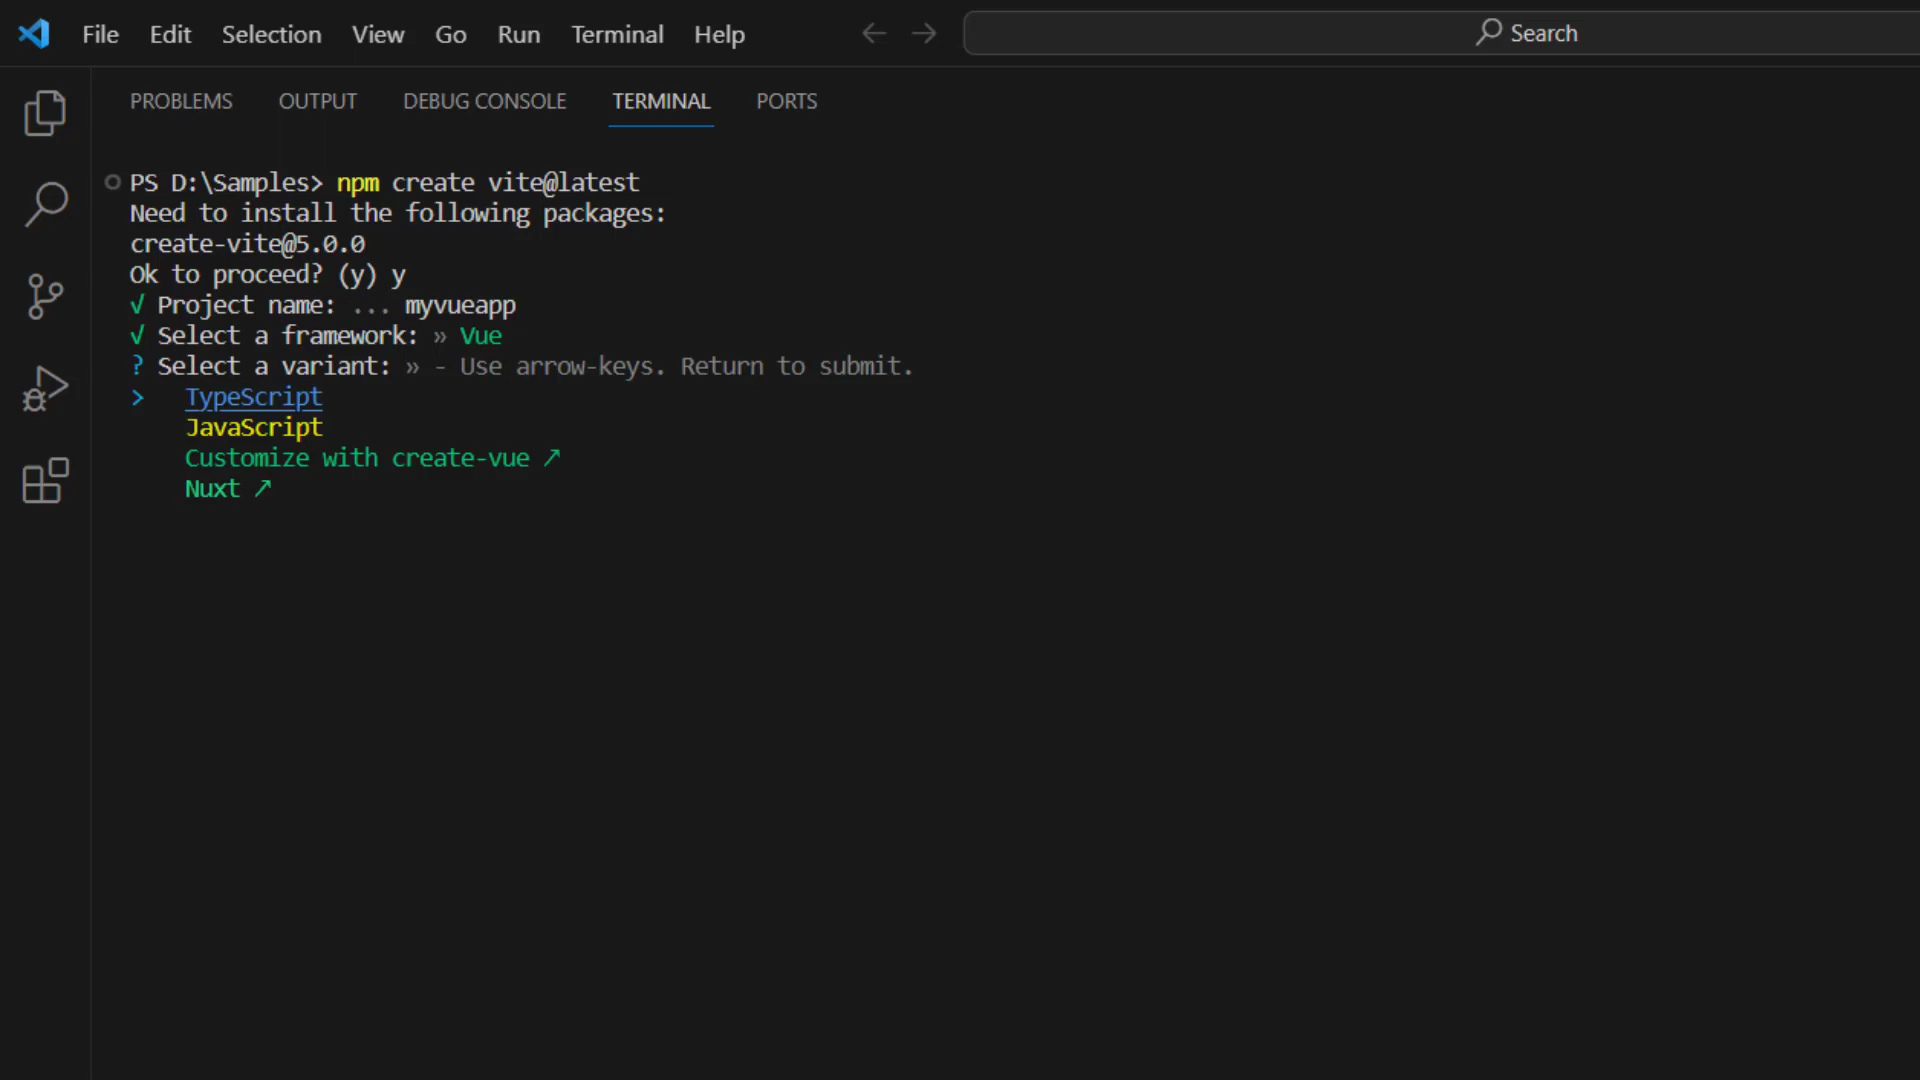 File Edit Selection View Go Run Terminal Help Search
PROBLEMS OUTPUT DEBUG CONSOLE TERMINAL PORTS
PS D:\Samples> npm create vite@latest
Need to install the following packages:
create-vite@5.0.0
Ok to proceed? (y) y
√ Project name: ... myvueapp
√ Select a framework: » Vue
? Select a variant: » - Use arrow-keys. Return to submit.
> TypeScript
JavaScript
Customize with create-vue ↗
Nuxt ↗